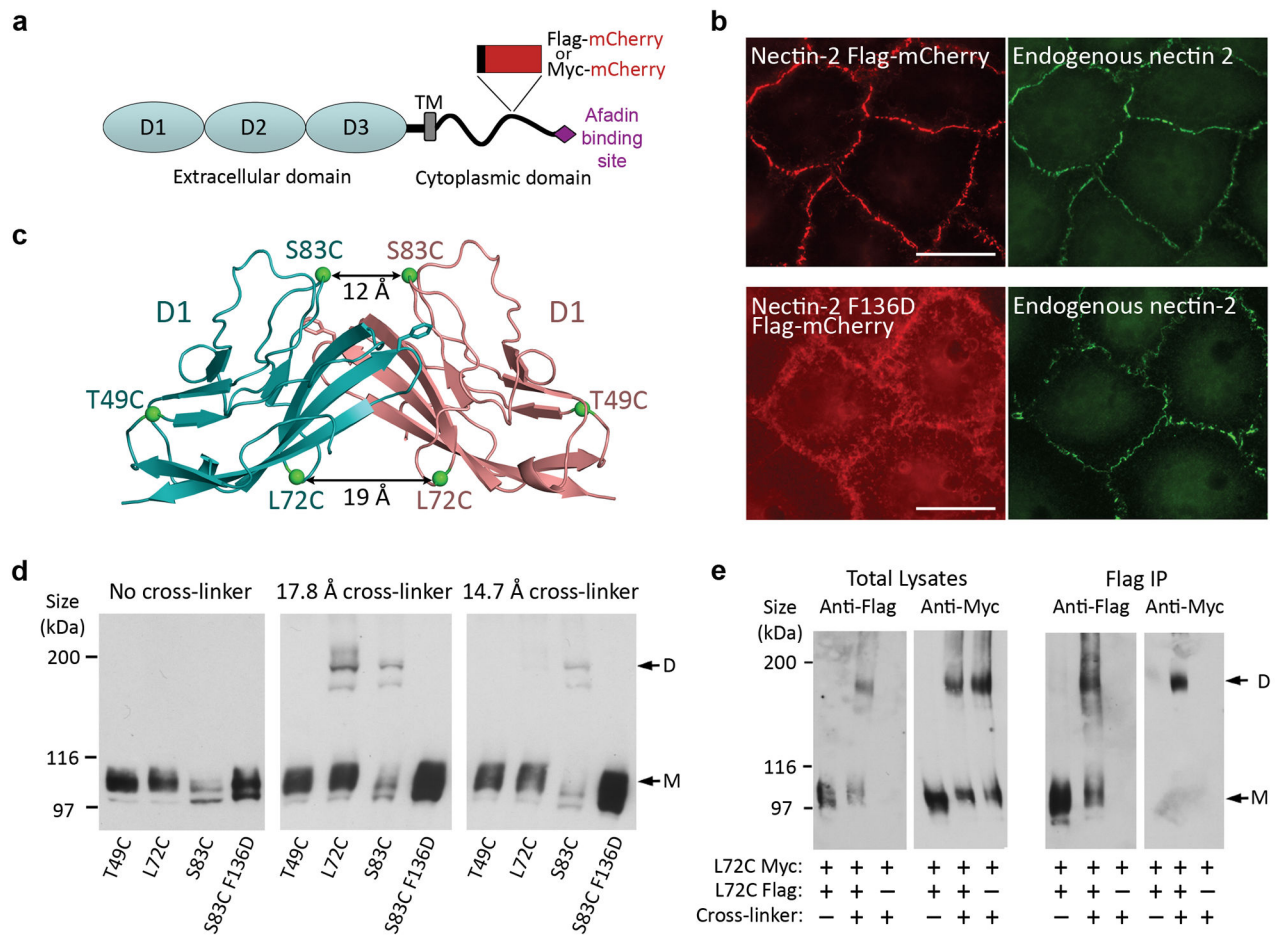 a
Flag-mCherry
or
Myc-mCherry
TM
D1 D2 D3
Afadin
binding
site
Extracellular domain
Cytoplasmic domain
b
Nectin-2 Flag-mCherry
Endogenous nectin 2
Nectin-2 F136D
Flag-mCherry
Endogenous nectin-2
c
S83C S83C
12 Å
D1 D1
T49C T49C
L72C 19 Å L72C
d
No cross-linker 17.8 Å cross-linker 14.7 Å cross-linker
Size
(kDa)
200
D
116
M
97
T49C L72C S83C S83C F136D T49C L72C S83C S83C F136D T49C L72C S83C S83C F136D
e
Total Lysates Flag IP
Size
(kDa)
Anti-Flag Anti-Myc Anti-Flag Anti-Myc
200
D
116
M
97
L72C Myc: + + + + + + + + + + + +
L72C Flag: + + − + + − + + − + + −
Cross-linker: − + + − + + − + + − + +